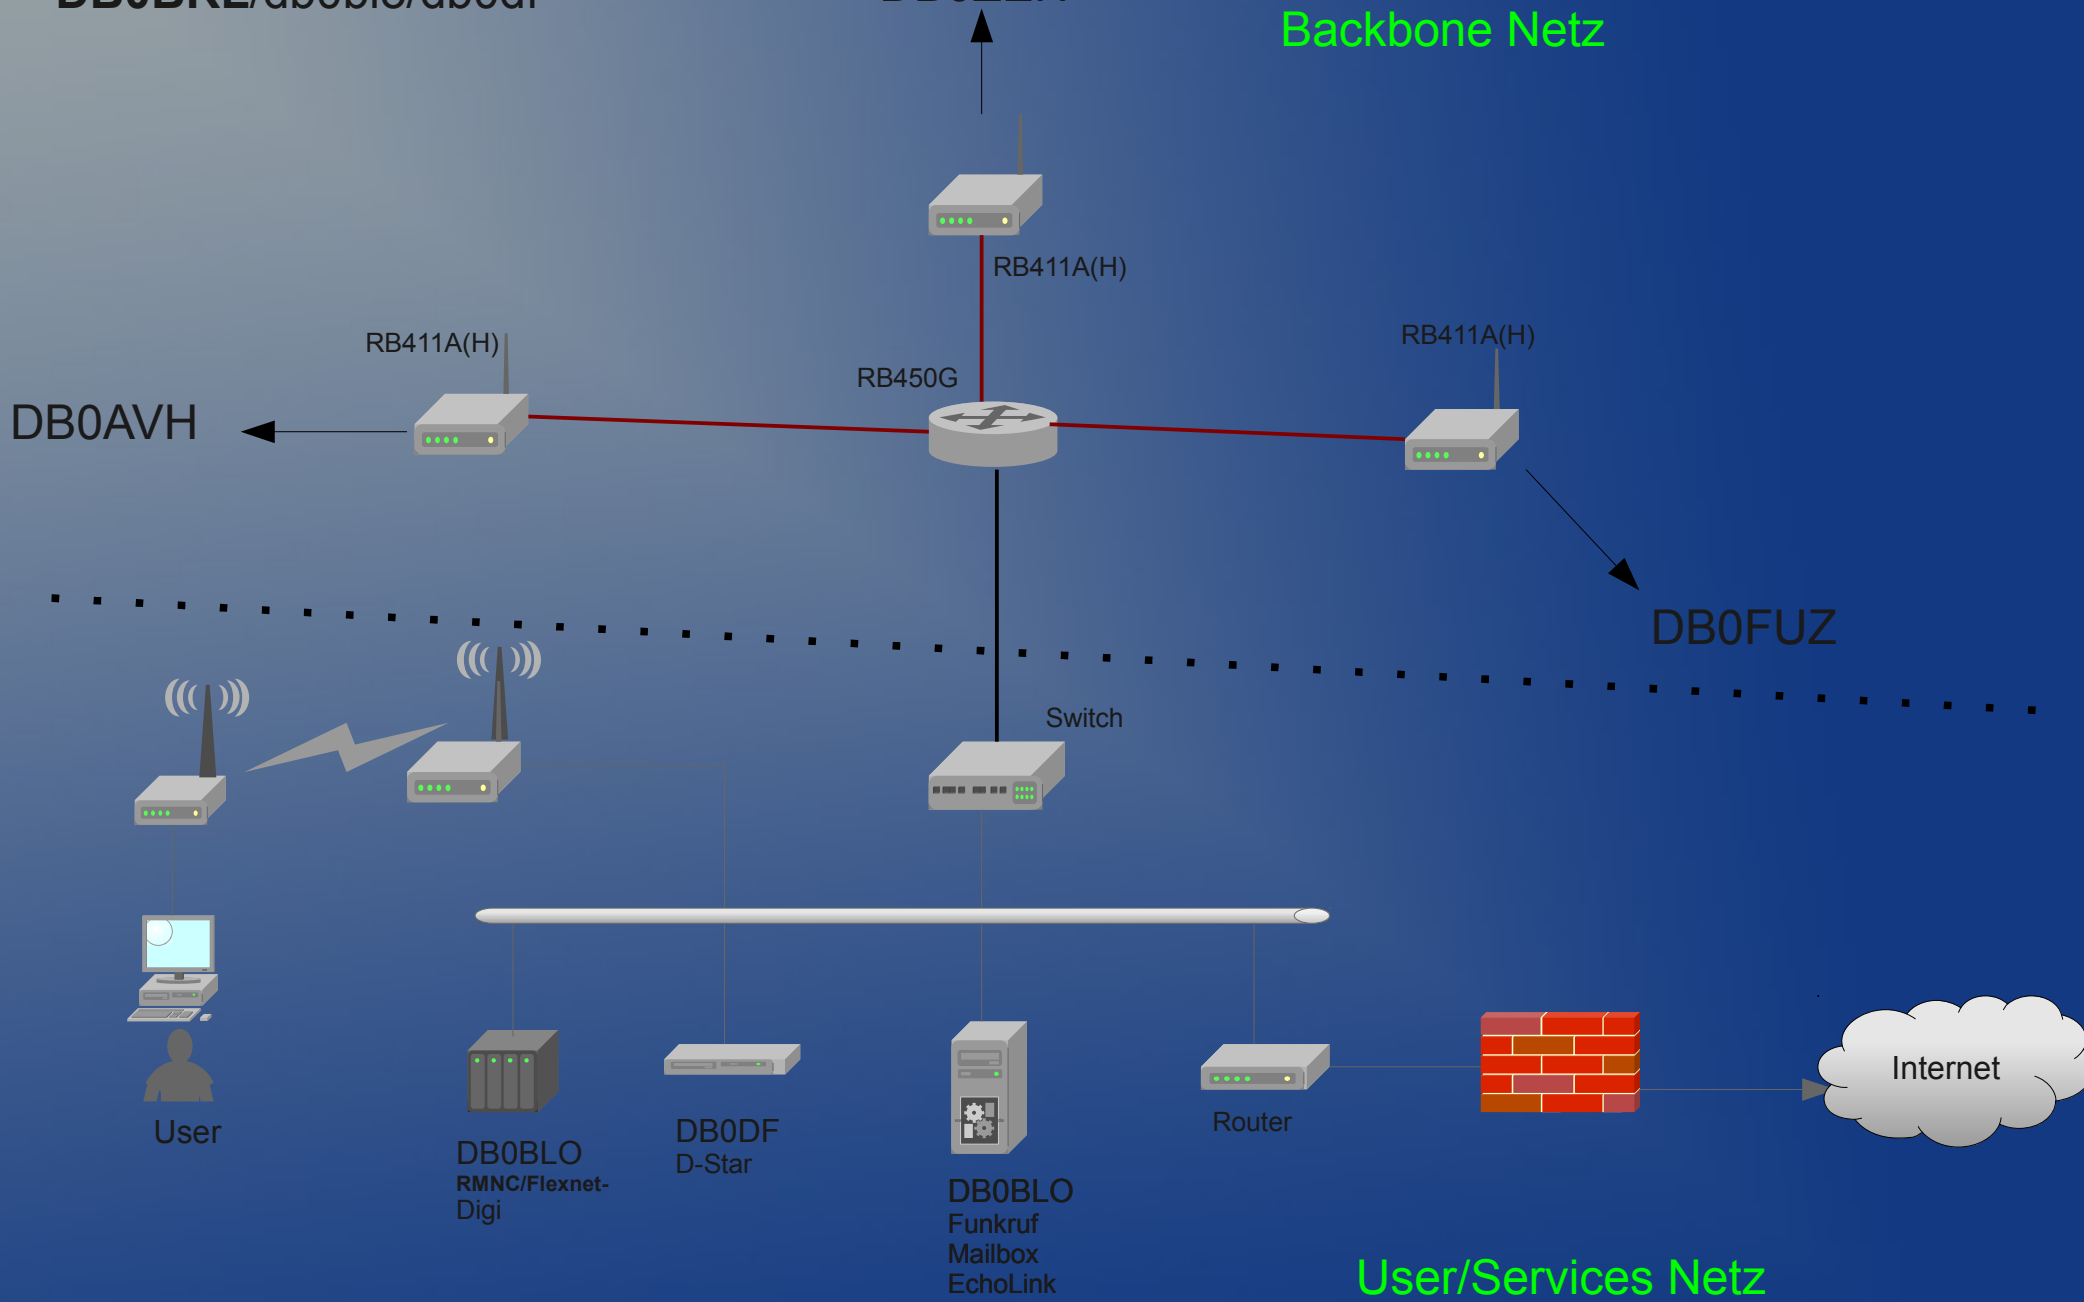 Backbone Netz
RB411A(H)
RB411A(H)
RB411A(H)
RB450G
DB0AVH
DB0FUZ
Switch
Internet
User
Router
DB0BLO
RMNC/Flexnet-
Digi
DB0DF
D-Star
DB0BLO
Funkruf
Mailbox
EchoLink
User/Services Netz